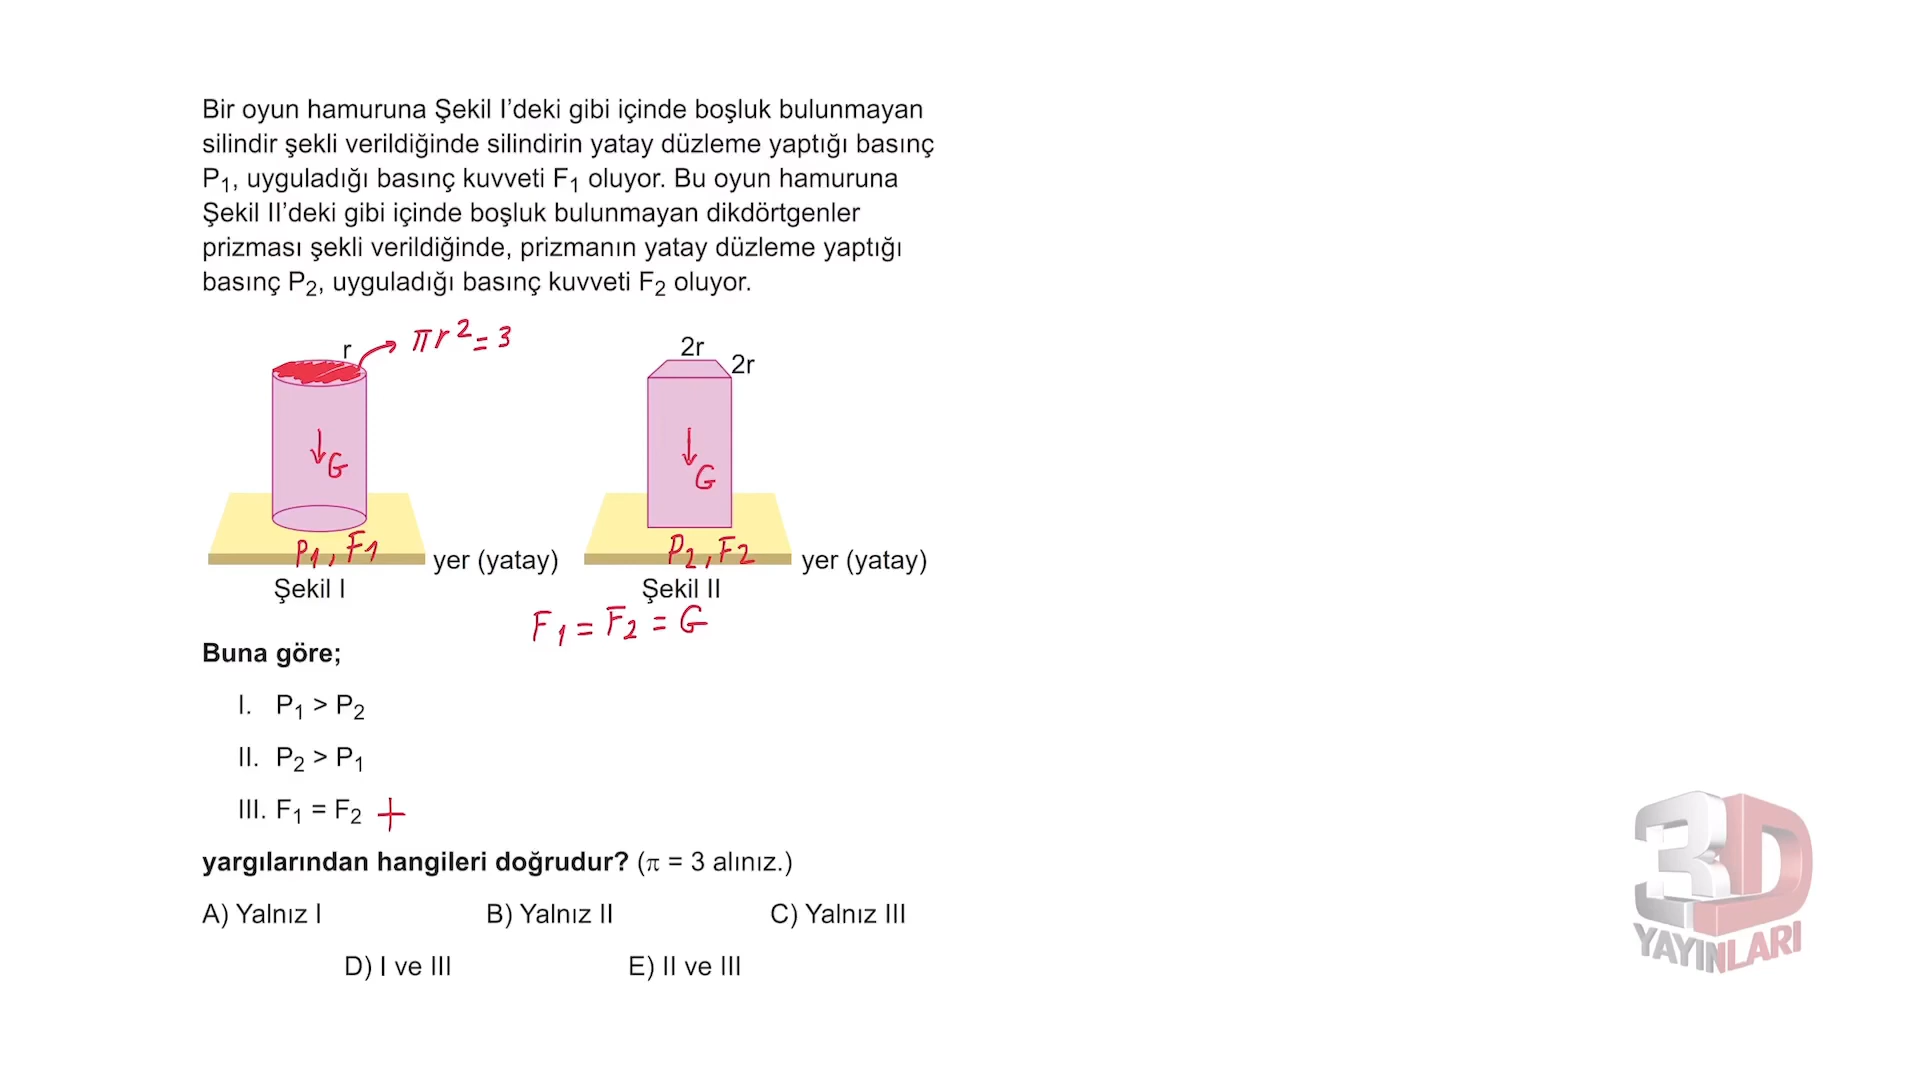 Bir oyun hamuruna Şekil I’deki gibi içinde boşluk bulunmayan
silindir şekli verildiğinde silindirin yatay düzleme yaptığı basınç
P₁, uyguladığı basınç kuvveti F₁ oluyor. Bu oyun hamuruna
Şekil II’deki gibi içinde boşluk bulunmayan dikdörtgenler
prizması şekli verildiğinde, prizmanın yatay düzleme yaptığı
basınç P₂, uyguladığı basınç kuvveti F₂ oluyor.
r
πr² = 3
2r
2r
G
G
P₁, F₁
yer (yatay)
P₂, F₂
yer (yatay)
Şekil I
Şekil II
F₁ = F₂ = G
Buna göre;
I. P₁ > P₂
II. P₂ > P₁
III. F₁ = F₂ +
yargılarından hangileri doğrudur? (π = 3 alınız.)
A) Yalnız I B) Yalnız II C) Yalnız III
D) I ve III E) II ve III
3D
YAYINLARI